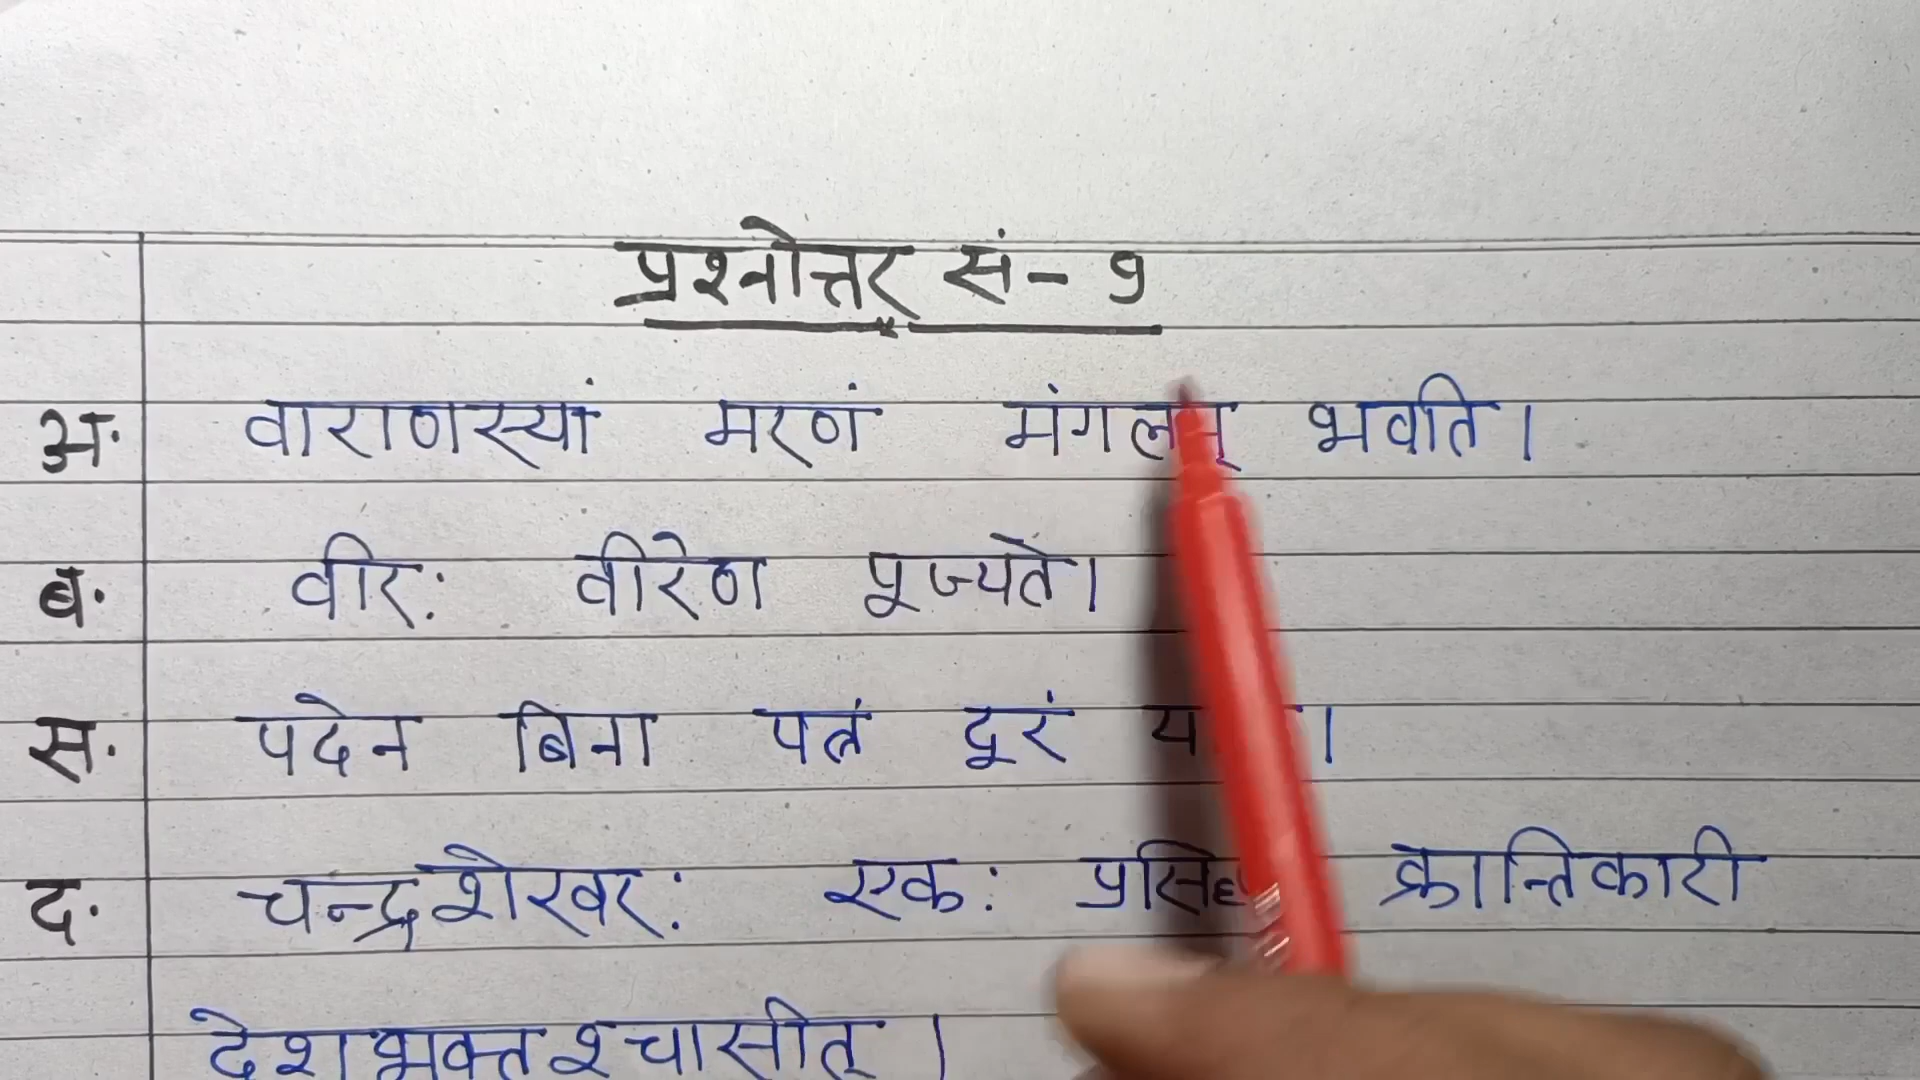 प्रश्नोत्तर सं- 9
अ. वाराणस्यां मरणं मंगलम् भवति।
ब. वीर: वीरेण पूज्यते।
स. पदेन बिना पत्रं दूरं ।
द. चन्द्रशेखर: एक: क्रान्तिकारी
देशभक्तश्चासीत्।